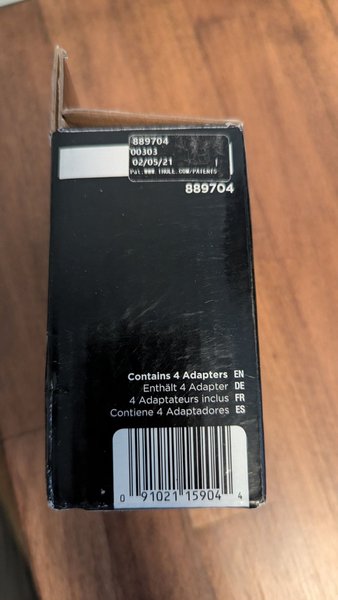 889704
00303
02/05/21
Pat.WWW.THULE.COM/PATENTS
889704
Contains 4 Adapters EN
Enthält 4 Adapter DE
4 Adaptateurs inclus FR
Contiene 4 Adaptadores ES
0 91021 15904 4